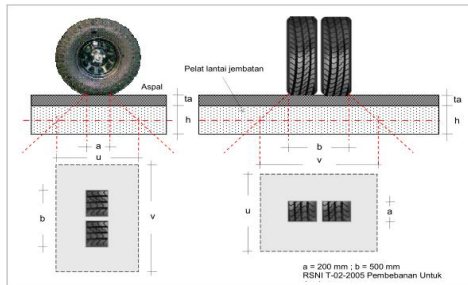 Aspal
Pelat lantai jembatan
ta
h
a
u
b
v
ta
h
b
v
u
a
a = 200 mm ; b = 500 mm
RSNI T-02-2005 Pembebanan Untuk